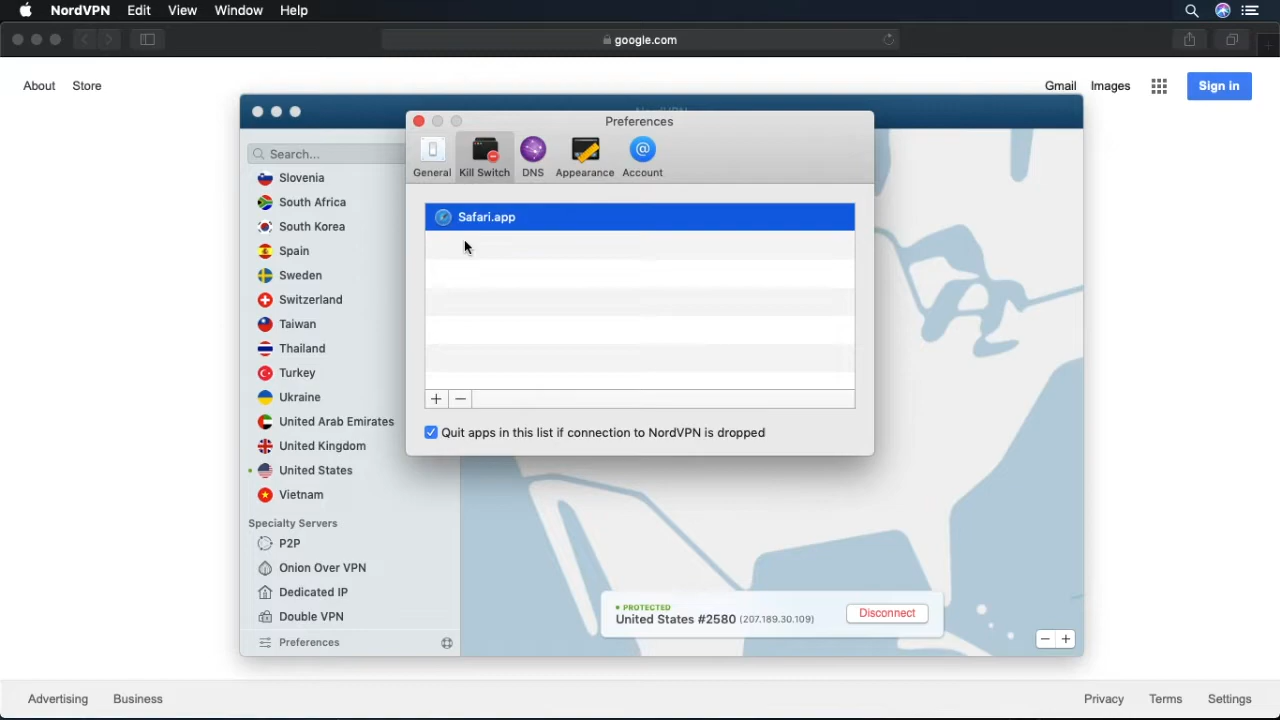 NordVPN Edit View Window Help
google.com
About Store
Gmail Images Sign in
Preferences
General Kill Switch DNS Appearance Account
Search...
Slovenia
South Africa
South Korea
Spain
Sweden
Switzerland
Taiwan
Thailand
Turkey
Ukraine
United Arab Emirates
United Kingdom
United States
Vietnam
Specialty Servers
P2P
Onion Over VPN
Dedicated IP
Double VPN
Preferences
Safari.app
+ −
Quit apps in this list if connection to NordVPN is dropped
PROTECTED
United States #2580 (207.189.30.109)
Disconnect
− +
Advertising Business
Privacy Terms Settings